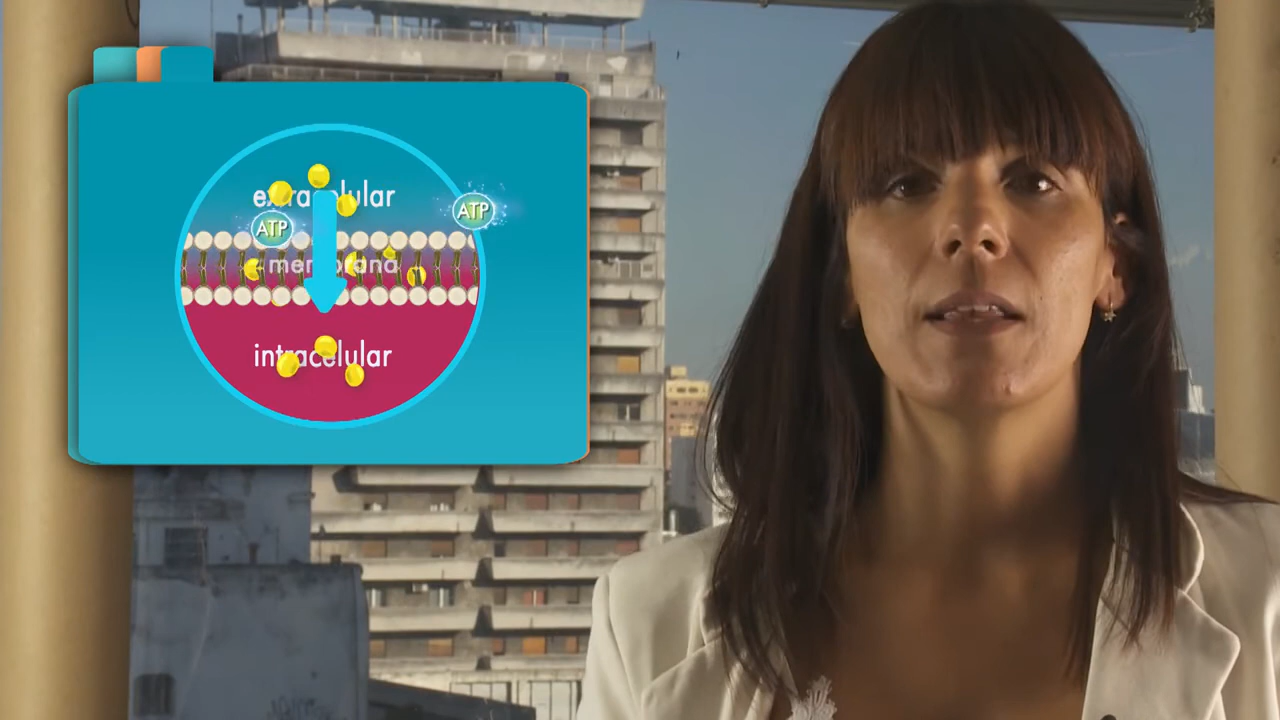 extracelular
ATP
ATP
membrana
intracelular